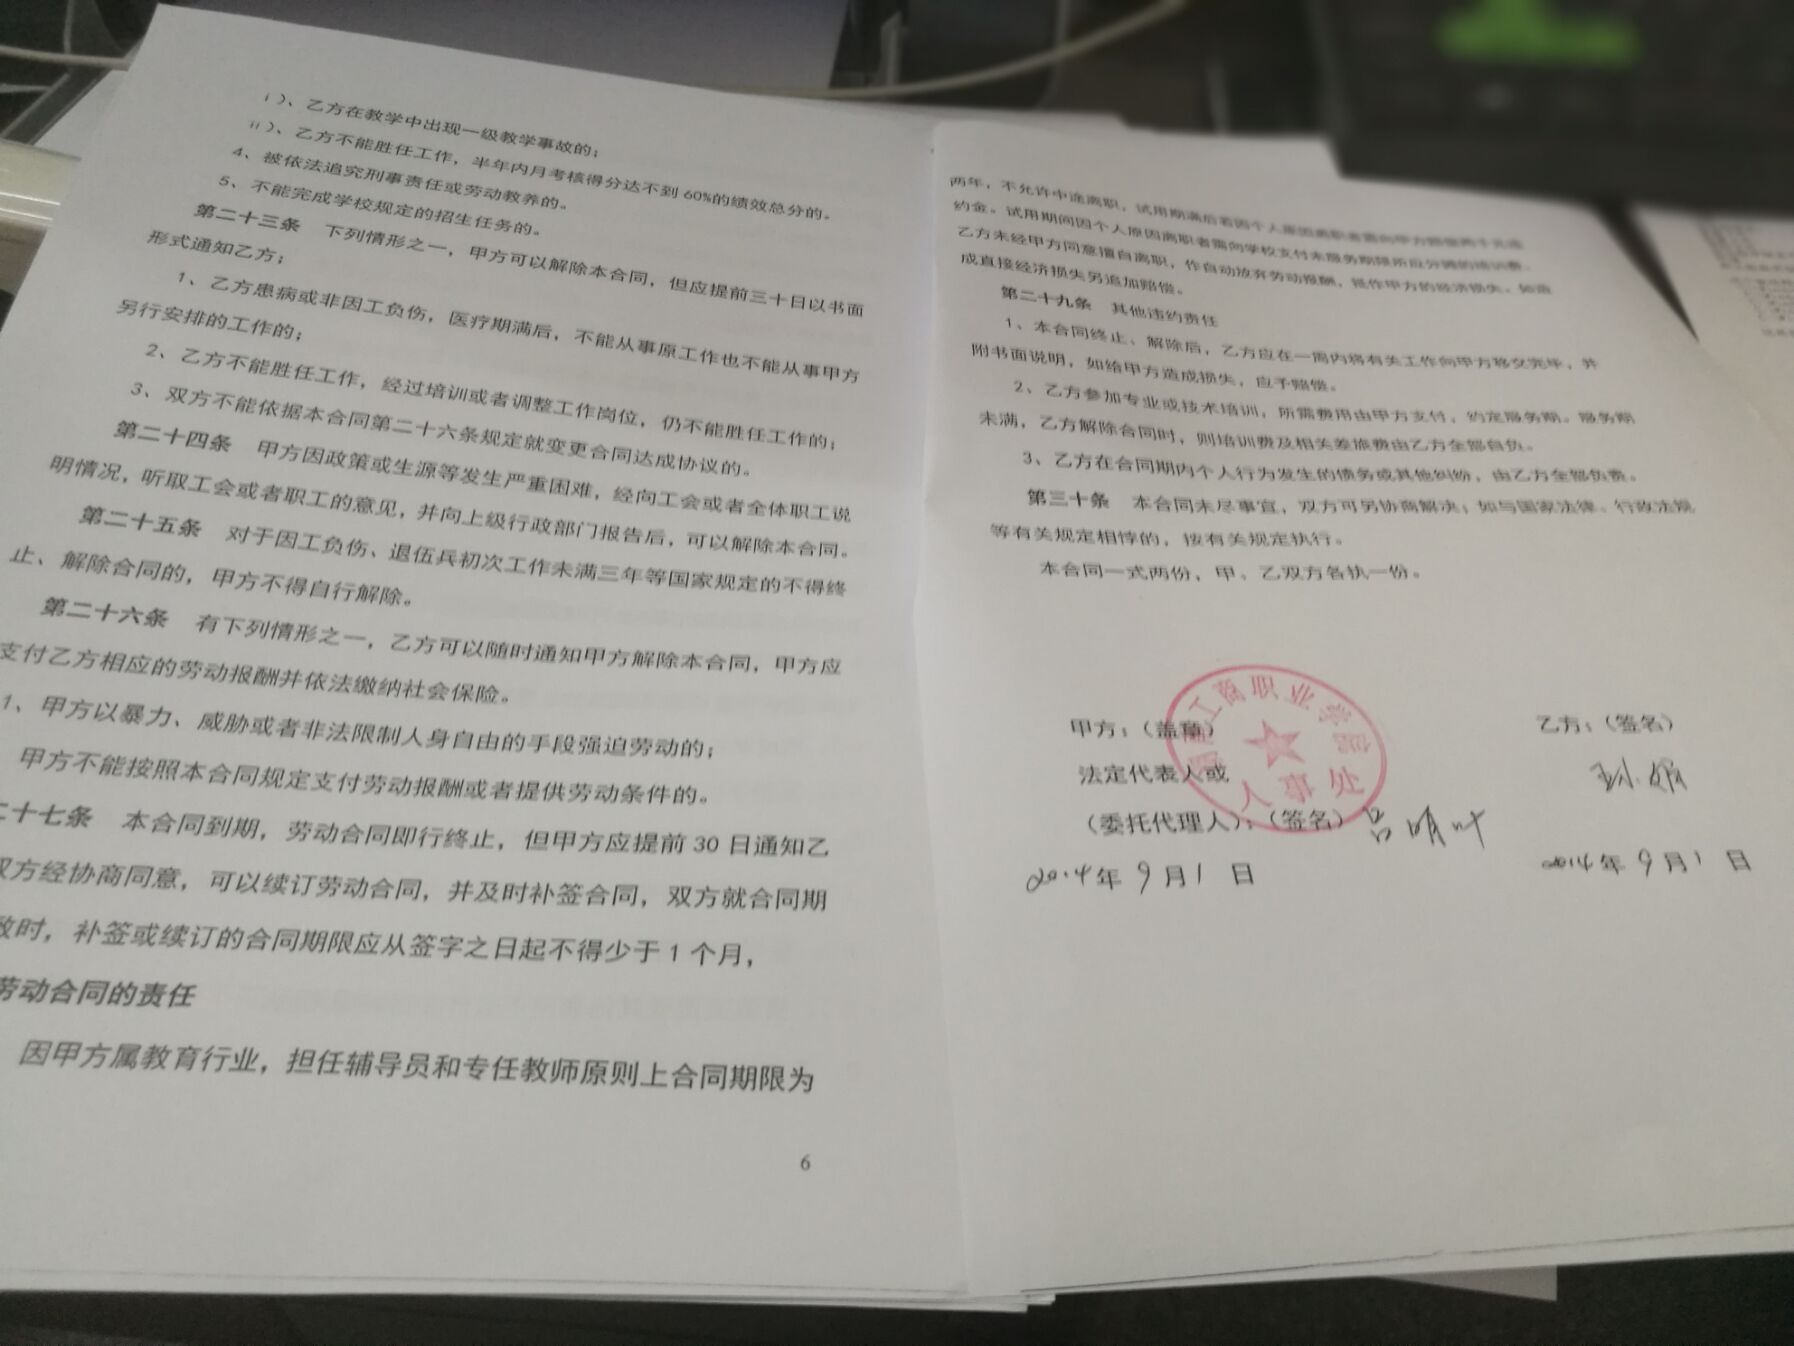 i)、乙方在教学中出现一级教学事故的；
ii)、乙方不能胜任工作，半年内月考核得分达不到60%的绩效总分的。
4、被依法追究刑事责任或劳动教养的。
5、不能完成学校规定的招生任务的。
第二十三条 下列情形之一，甲方可以解除本合同，但应提前三十日以书面
形式通知乙方；
1、乙方患病或非因工负伤，医疗期满后，不能从事原工作也不能从事甲方
另行安排的工作的；
2、乙方不能胜任工作，经过培训或者调整工作岗位，仍不能胜任工作的；
3、双方不能依据本合同第二十六条规定就变更合同达成协议的。
第二十四条 甲方因政策或生源等发生严重困难，经向工会或者全体职工说
明情况，听取工会或者职工的意见，并向上级行政部门报告后，可以解除本合同。
第二十五条 对于因工负伤、退伍兵初次工作未满三年等国家规定的不得终
止、解除合同的，甲方不得自行解除。
第二十六条 有下列情形之一，乙方可以随时通知甲方解除本合同，甲方应
支付乙方相应的劳动报酬并依法缴纳社会保险。
1、甲方以暴力、威胁或者非法限制人身自由的手段强迫劳动的；
甲方不能按照本合同规定支付劳动报酬或者提供劳动条件的。
二十七条 本合同到期，劳动合同即行终止，但甲方应提前30日通知乙
双方经协商同意，可以续订劳动合同，并及时补签合同，双方就合同期
致时，补签或续订的合同期限应从签字之日起不得少于1个月，
劳动合同的责任
因甲方属教育行业，担任辅导员和专任教师原则上合同期限为
6
两年，不允许中途离职，试用期满后若因个人原因离职者需向甲方赔偿两千元违
约金。试用期间因个人原因离职者需向学校支付未服务期限所应分摊的培训费。
乙方未经甲方同意擅自离职，作自动放弃劳动报酬，抵作甲方的经济损失，如造
成直接经济损失另追加赔偿。
第二十九条 其他违约责任
1、本合同终止、解除后，乙方应在一周内将有关工作向甲方移交完毕，并
附书面说明，如给甲方造成损失，应予赔偿。
2、乙方参加专业或技术培训，所需费用由甲方支付，约定服务期。服务期
未满，乙方解除合同时，则培训费及相关差旅费由乙方全部自负。
3、乙方在合同期内个人行为发生的债务或其他纠纷，由乙方全部负责。
第三十条 本合同未尽事宜，双方可另协商解决；如与国家法律、行政法规
等有关规定相悖的，按有关规定执行。
本合同一式两份，甲、乙双方各执一份。
工商职业学院
人事处
甲方：（盖章） 乙方：（签名）
法定代表人或
（委托代理人）：（签名） 吕明叶
2014年9月1日 2014年9月1日